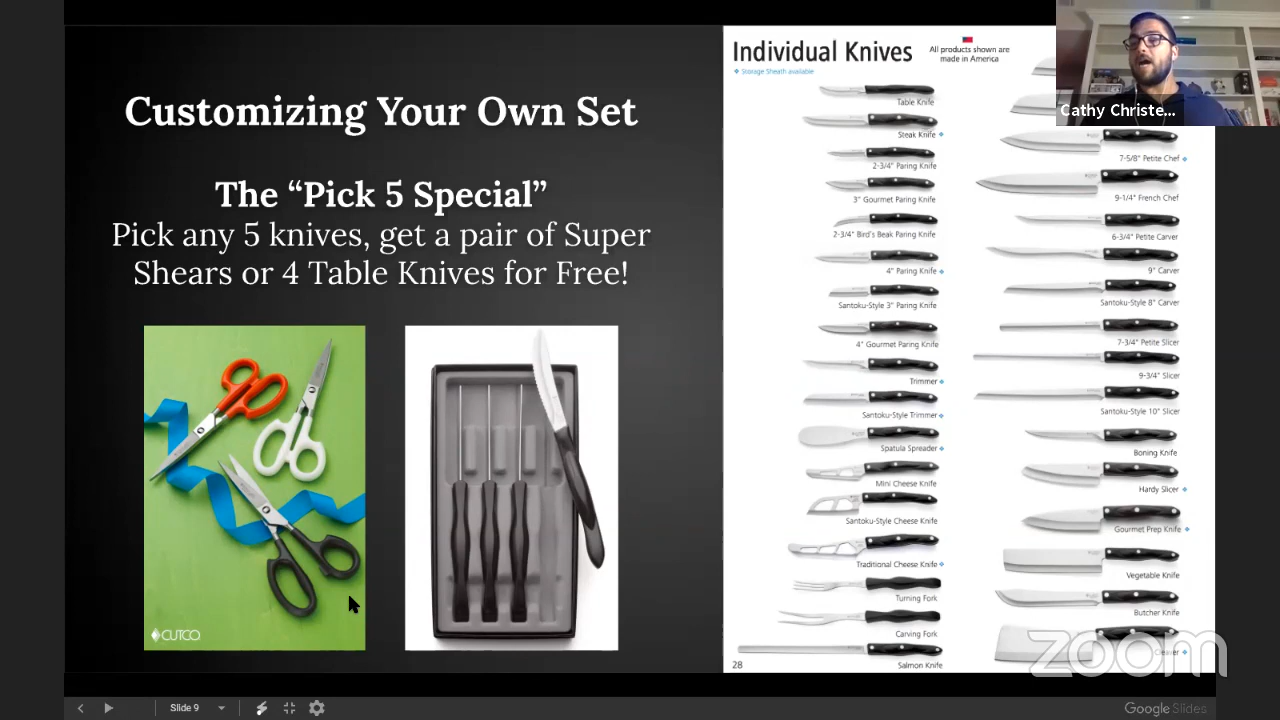 Customizing Your Own Set
The “Pick 5 Special”
Pick any 5 knives, get a pair of Super
Shears or 4 Table Knives for Free!
CUTCO
Individual Knives
All products shown are
made in America
Storage Sheath available
Table Knife
Steak Knife
2-3/4" Paring Knife
3" Gourmet Paring Knife
2-3/4" Bird's Beak Paring Knife
4" Paring Knife
Santoku-Style 3" Paring Knife
4" Gourmet Paring Knife
Trimmer
Santoku-Style Trimmer
Spatula Spreader
Mini Cheese Knife
Santoku-Style Cheese Knife
Traditional Cheese Knife
Turning Fork
Carving Fork
Salmon Knife
28
7-5/8" Petite Chef
9-1/4" French Chef
6-3/4" Petite Carver
9" Carver
Santoku-Style 8" Carver
7-3/4" Petite Slicer
9-3/4" Slicer
Santoku-Style 10" Slicer
Boning Knife
Hardy Slicer
Gourmet Prep Knife
Vegetable Knife
Butcher Knife
Cleaver
Cathy Christe...
zoom
Slide 9
Google Slides